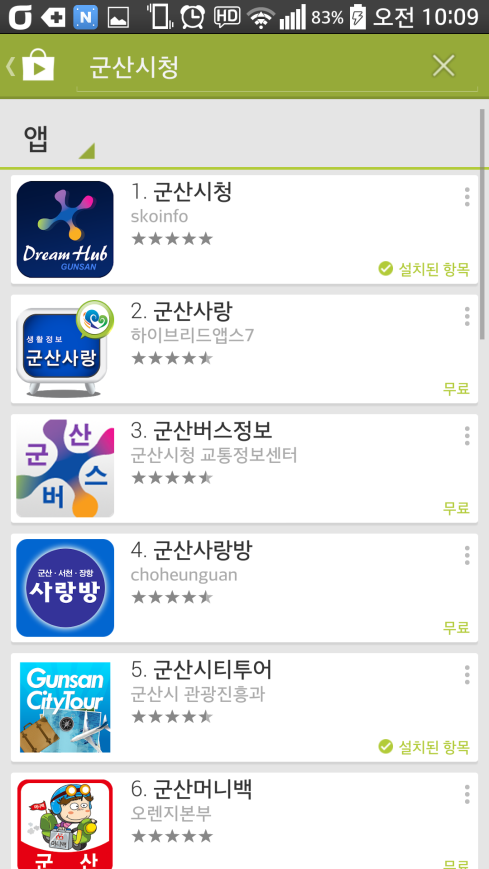 N HD 83% 오전 10:09
군산시청
앱
Dream Hub
GUNSAN
1. 군산시청
skoinfo
설치된 항목
생활정보
군산사랑
2. 군산사랑
하이브리드앱스7
무료
군산
버스
3. 군산버스정보
군산시청 교통정보센터
무료
군산·서천·장항
사랑방
4. 군산사랑방
choheunguan
무료
Gunsan
CityTour
5. 군산시티투어
군산시 관광진흥과
설치된 항목
군 산
6. 군산머니백
오렌지본부
무료